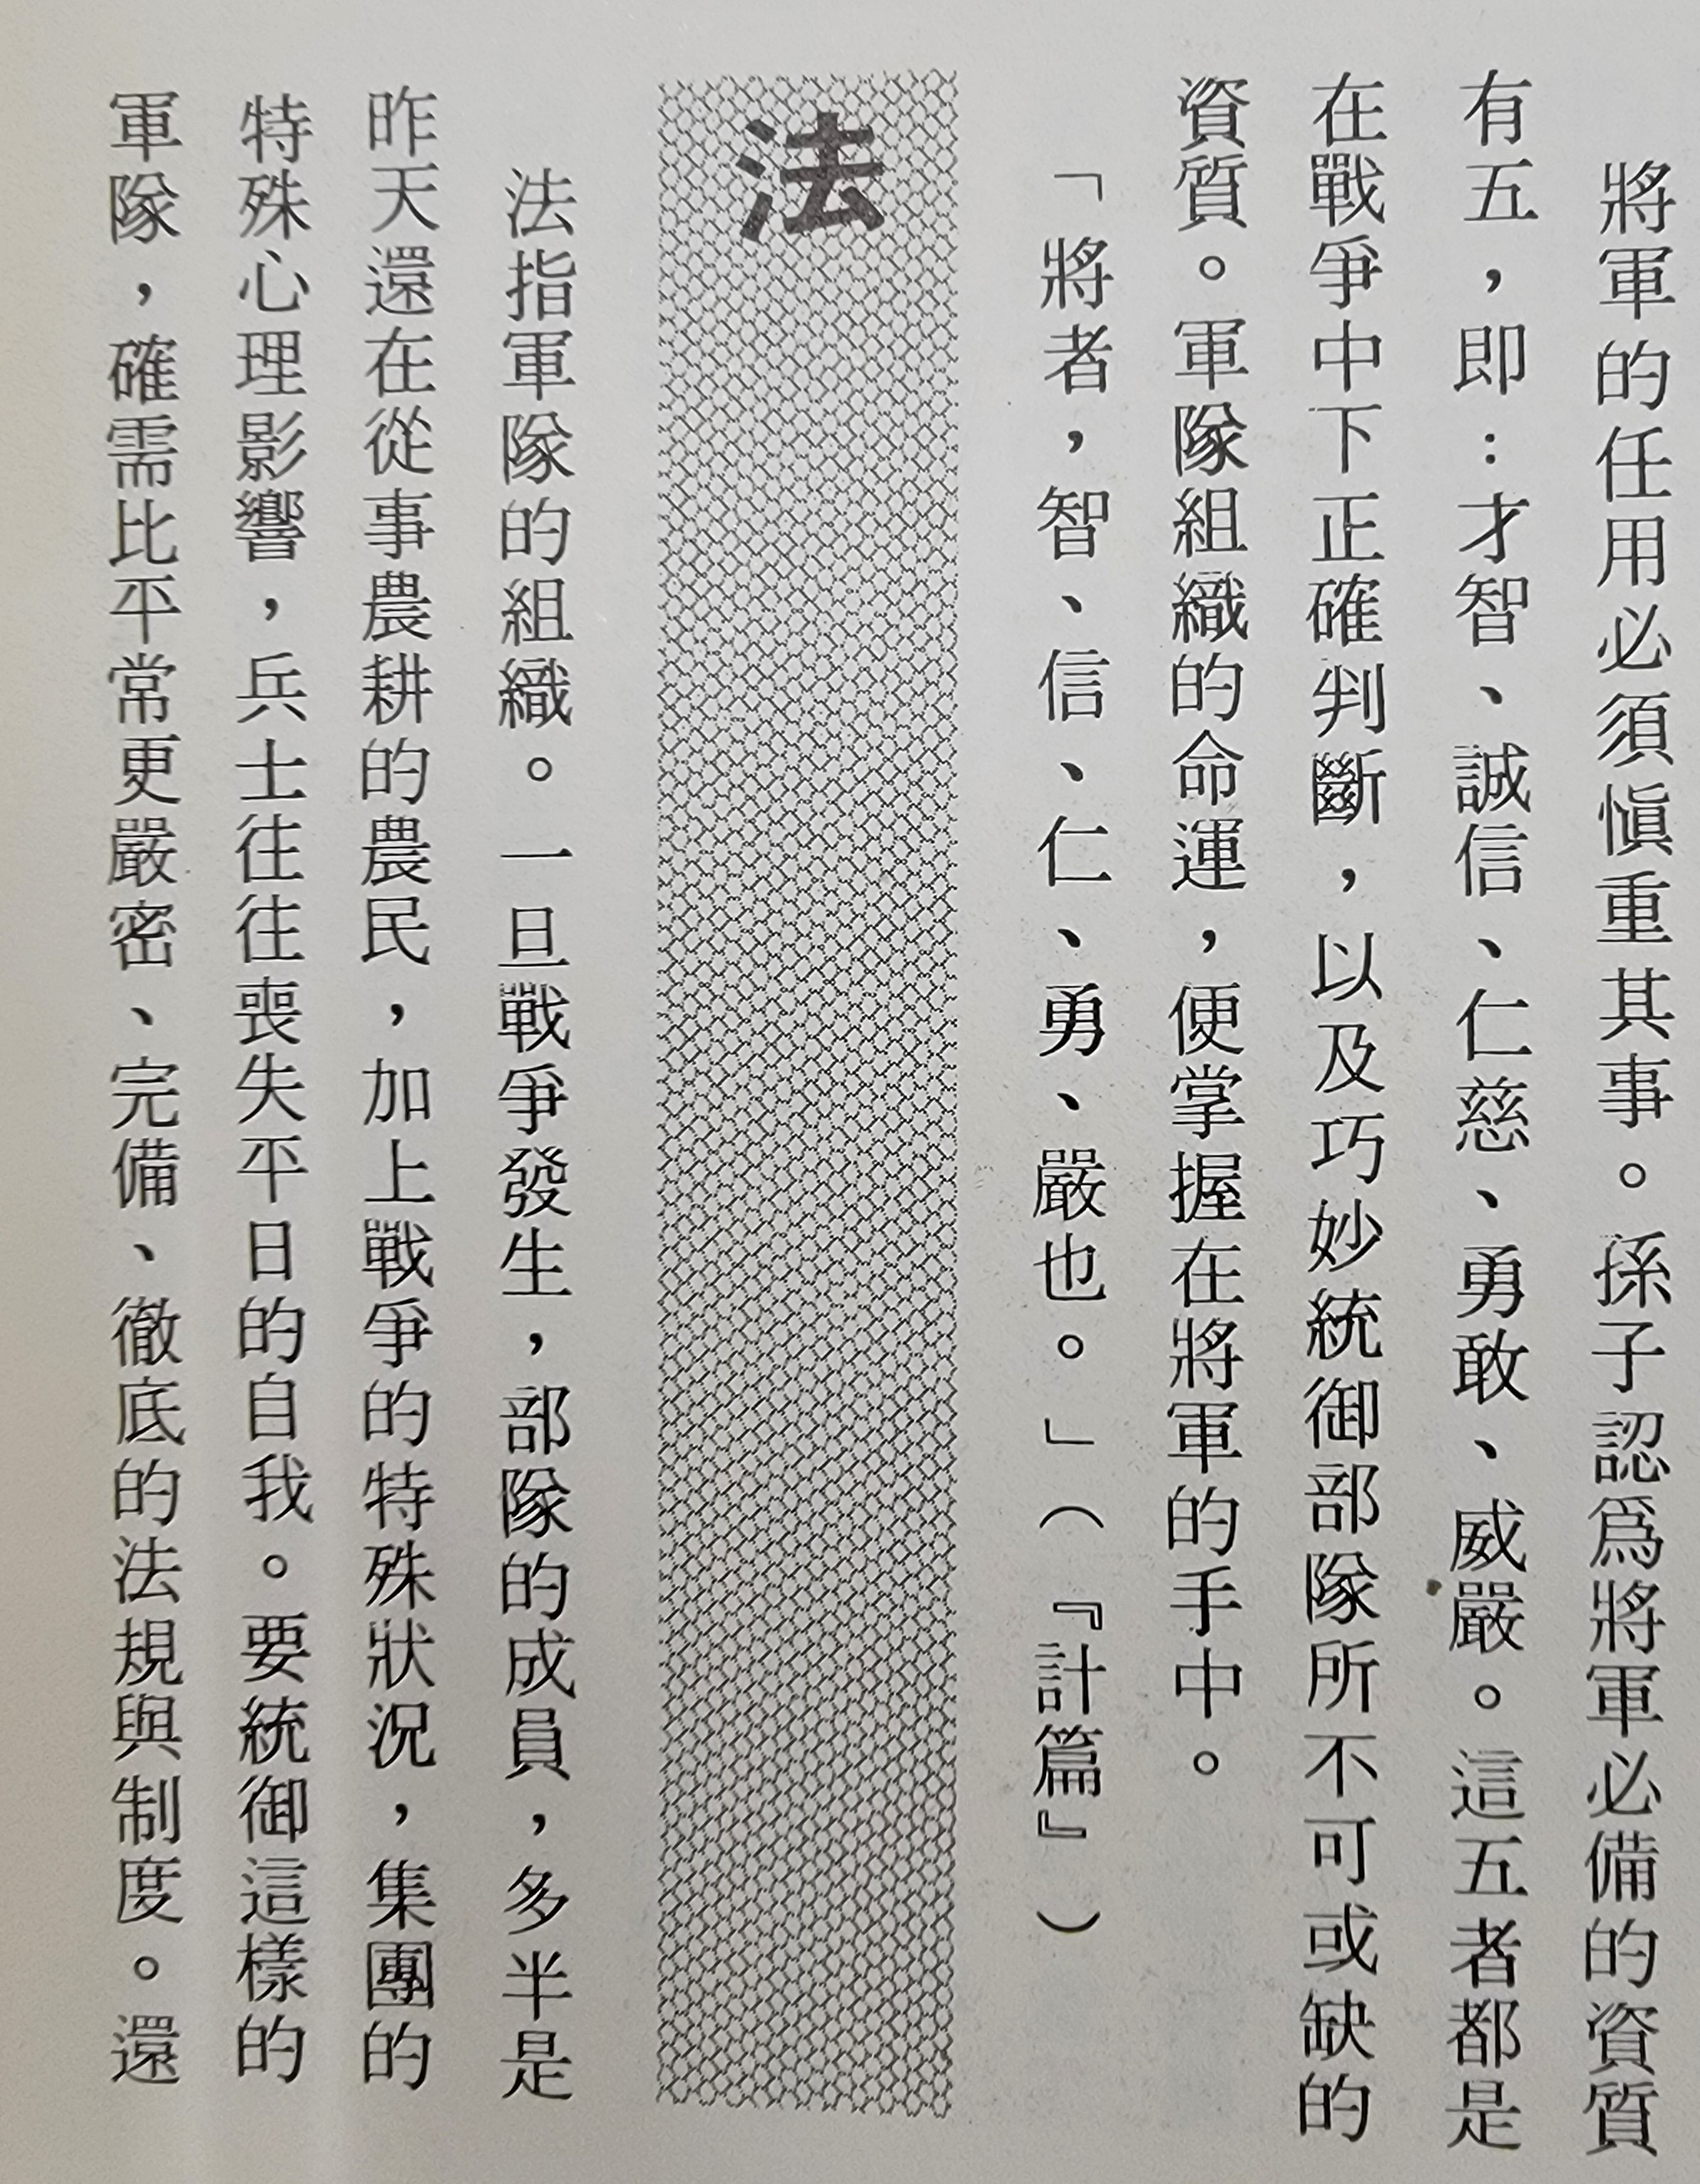 將軍的任用必須愼重其事。孫子認爲將軍必備的資質
有五，即：才智、誠信、仁慈、勇敢、威嚴。這五者都是
在戰爭中下正確判斷，以及巧妙統御部隊所不可或缺的
資質。軍隊組織的命運，便掌握在將軍的手中。
「將者，智、信、仁、勇、嚴也。」（『計篇』）
法
法指軍隊的組織。一旦戰爭發生，部隊的成員，多半是
昨天還在從事農耕的農民，加上戰爭的特殊狀況，集團的
特殊心理影響，兵士往往喪失平日的自我。要統御這樣的
軍隊，確需比平常更嚴密、完備、徹底的法規與制度。還